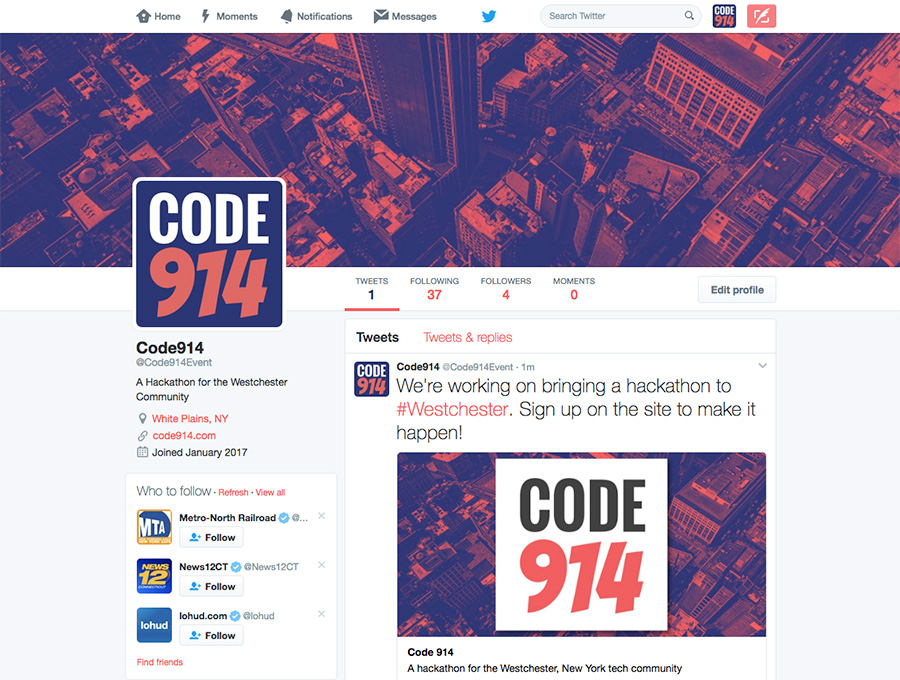 Home
Moments
Notifications
Messages
Search Twitter
CODE
914
CODE
914
TWEETS
1
FOLLOWING
37
FOLLOWERS
4
MOMENTS
0
Edit profile
Code914
@Code914Event
A Hackathon for the Westchester
Community
White Plains, NY
code914.com
Joined January 2017
Who to follow · Refresh · View all
MTA
Metro-North Railroad @...
Follow
NEWS
12
CONNECTICUT
News12CT @News12CT
Follow
lohud
lohud.com @lohud
Follow
Find friends
Tweets
Tweets & replies
CODE
914
Code914 @Code914Event · 1m
We're working on bringing a hackathon to
#Westchester. Sign up on the site to make it
happen!
CODE
914
Code 914
A hackathon for the Westchester, New York tech community